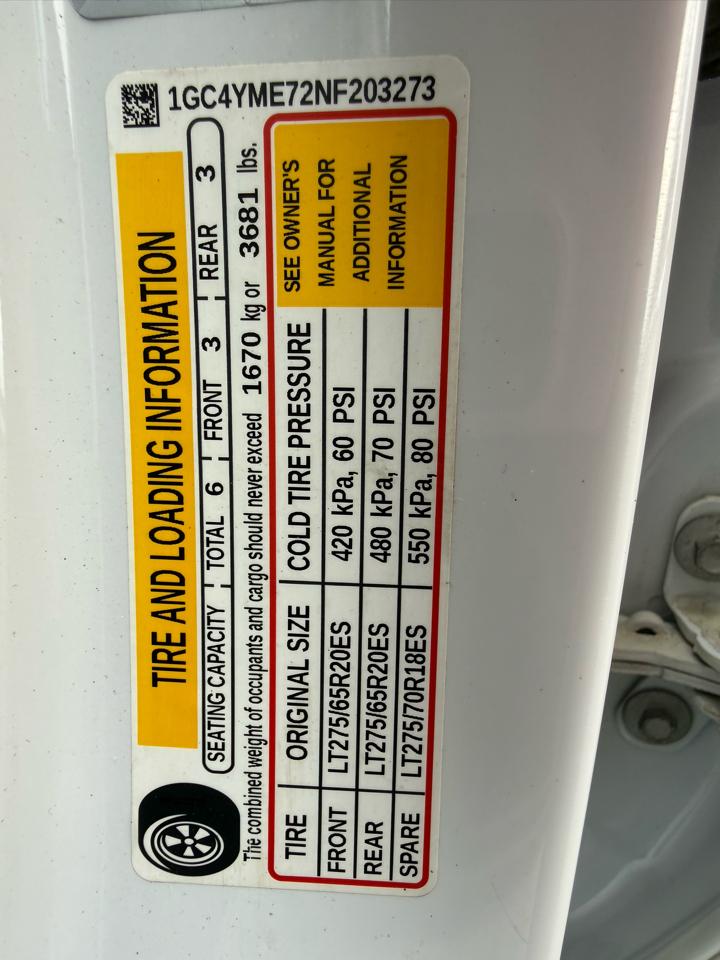 1GC4YME72NF203273
TIRE AND LOADING INFORMATION
SEATING CAPACITY TOTAL 6 FRONT 3 REAR 3
The combined weight of occupants and cargo should never exceed 1670 kg or 3681 lbs.
TIRE ORIGINAL SIZE COLD TIRE PRESSURE
FRONT LT275/65R20ES 420 kPa, 60 PSI
REAR LT275/65R20ES 480 kPa, 70 PSI
SPARE LT275/70R18ES 550 kPa, 80 PSI
SEE OWNER'S
MANUAL FOR
ADDITIONAL
INFORMATION